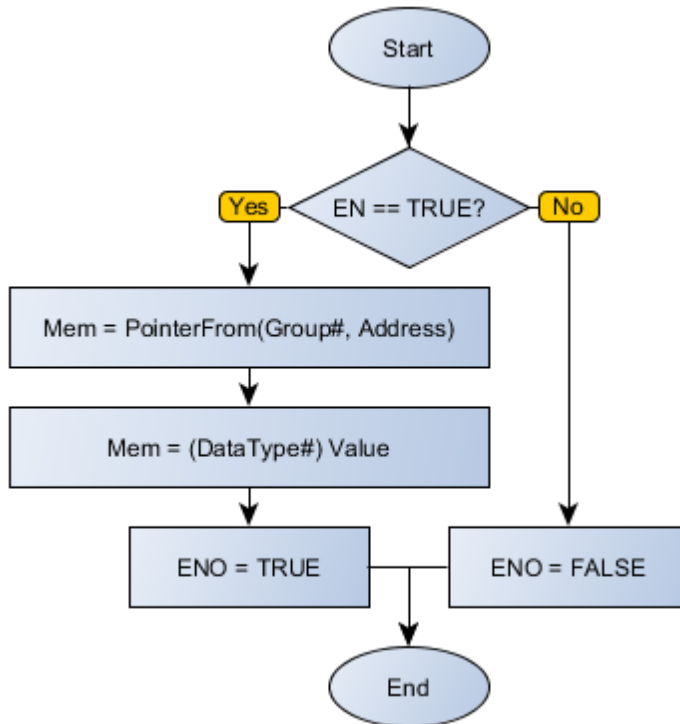 Start
EN == TRUE?
Yes
No
Mem = PointerFrom(Group#, Address)
Mem = (DataType#) Value
ENO = TRUE
ENO = FALSE
End